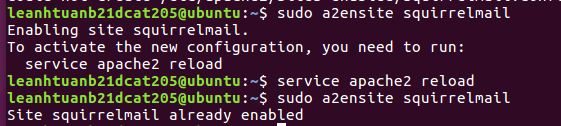 leanhtuanb21dcat205@ubuntu:~$ sudo a2ensite squirrelmail
Enabling site squirrelmail.
To activate the new configuration, you need to run:
  service apache2 reload
leanhtuanb21dcat205@ubuntu:~$ service apache2 reload
leanhtuanb21dcat205@ubuntu:~$ sudo a2ensite squirrelmail
Site squirrelmail already enabled